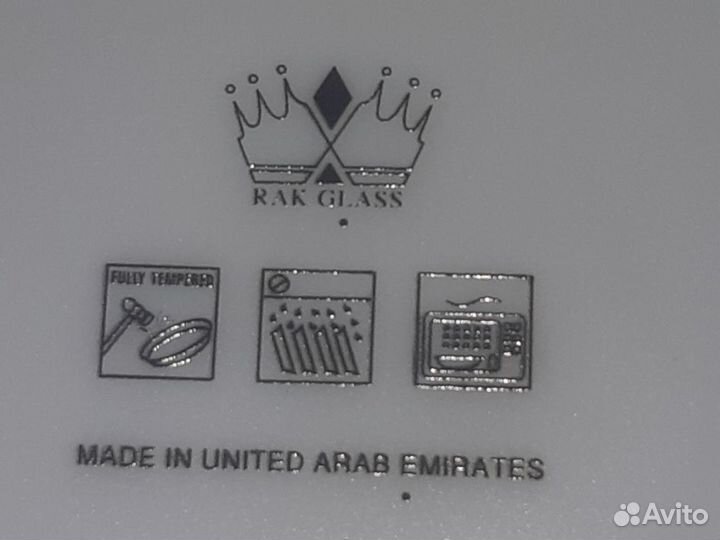 RAK GLASS
FULLY TEMPERED
MADE IN UNITED ARAB EMIRATES
Avito